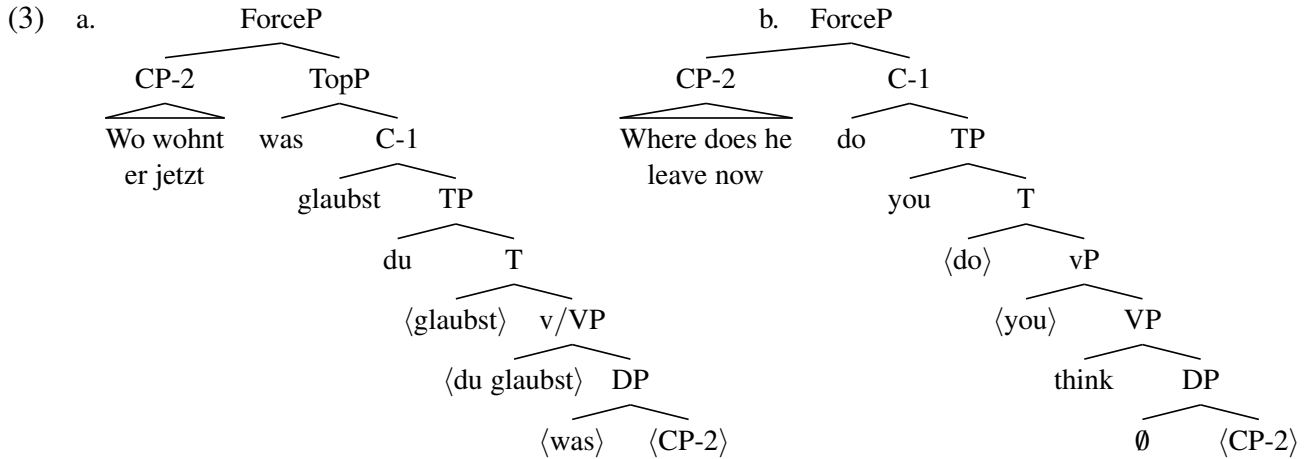 (3) a. ForceP b. ForceP
CP-2 TopP CP-2 C-1
Wo wohnt was C-1 Where does he do TP
er jetzt glaubst TP leave now you T
du T ⟨do⟩ vP
⟨glaubst⟩ v/VP ⟨you⟩ VP
⟨du glaubst⟩ DP think DP
⟨was⟩ ⟨CP-2⟩ ∅ ⟨CP-2⟩